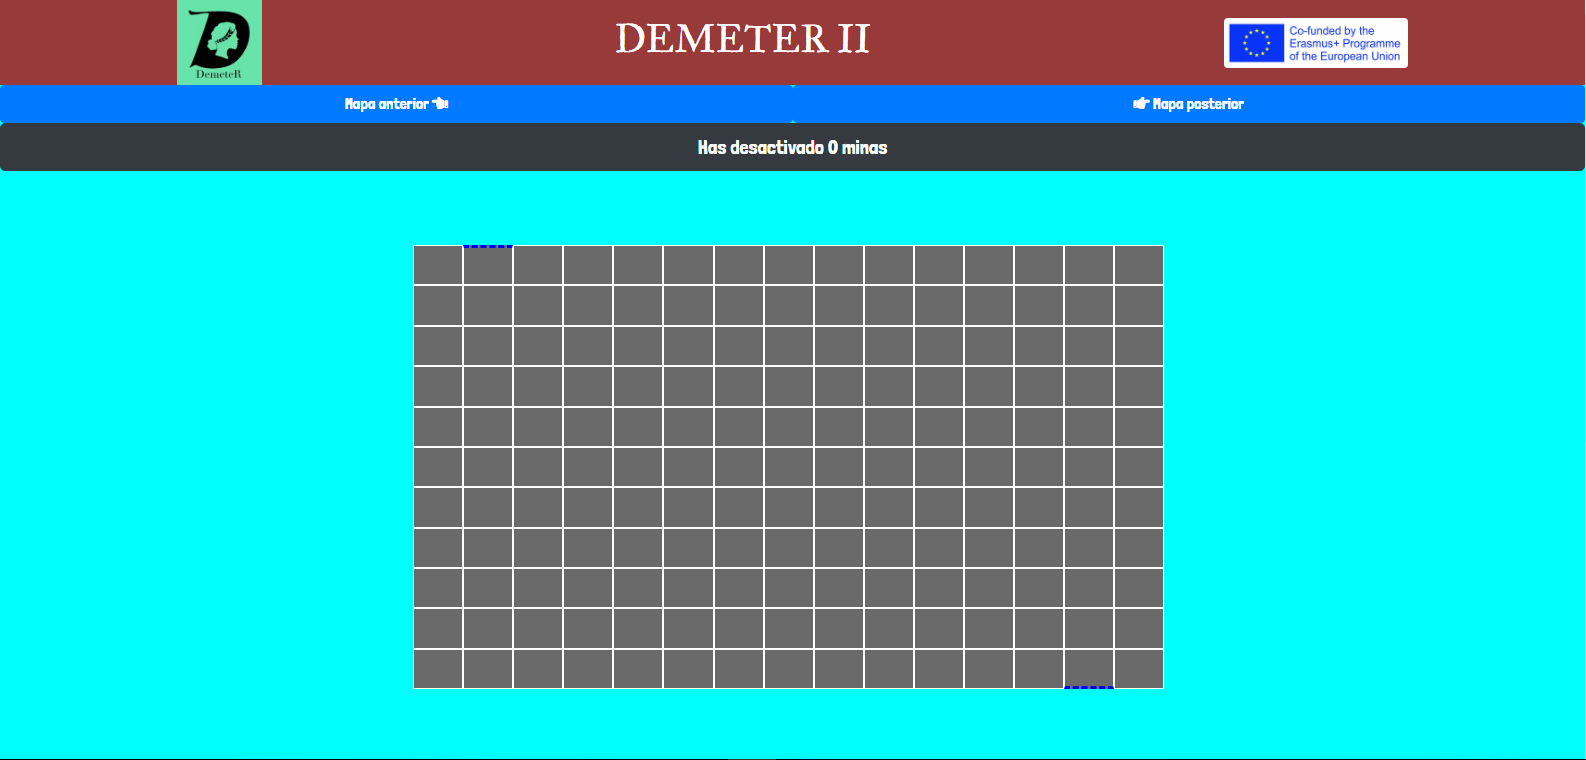 DemeteR
DEMETER II
Co-funded by the
Erasmus+ Programme
of the European Union
Mapa anterior
Mapa posterior
Has desactivado 0 minas